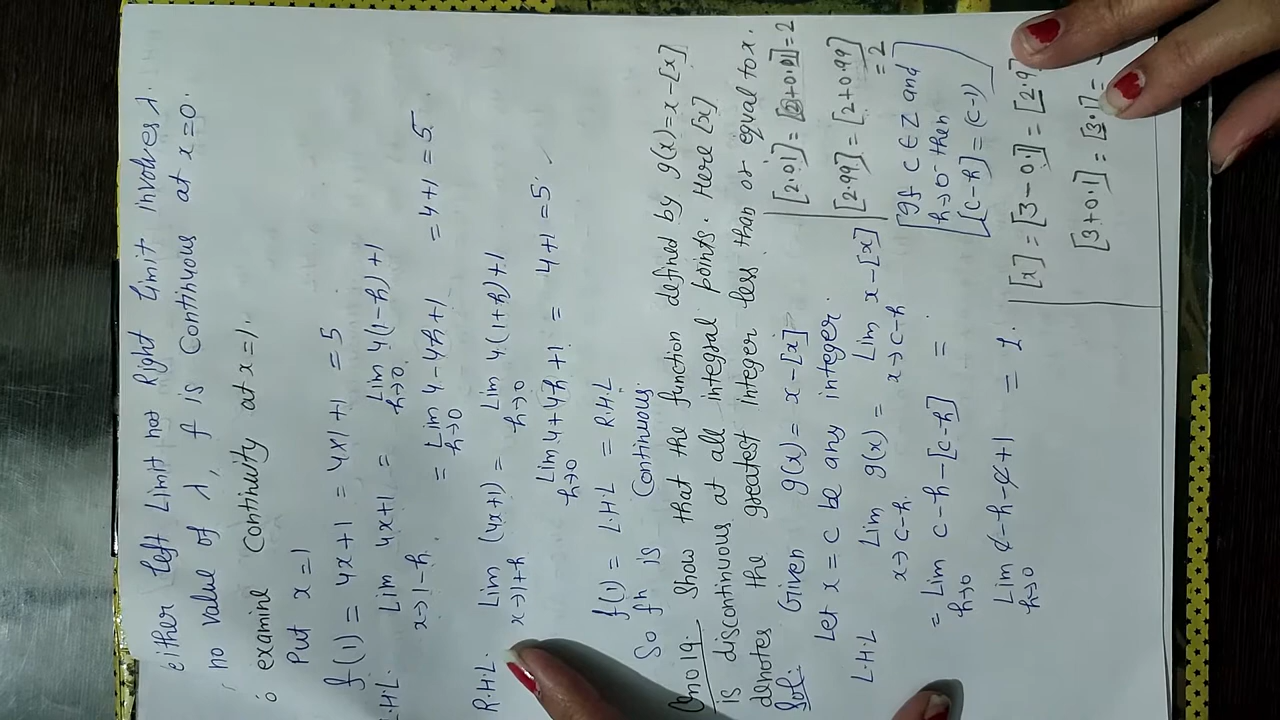 either Left Limit nor Right Limit involves λ.
no value of λ, f is Continuous at x=0.
examine Continuity at x=1.
Put x=1
f(1) = 4x+1 = 4x1+1 = 5
L.H.L. Lim 4x+1 = Lim 4(1-h)+1
x→1-h. h→0
= Lim 4-4h+1 = 4+1 = 5
h→0
R.H.L. Lim (4x+1) = Lim 4(1+h)+1
x→1+h h→0
Lim 4+4h+1 = 4+1 = 5.
h→0
f(1) = L.H.L = R.H.L
So fn is Continuous.
Qno 19. Show that the function defined by g(x)=x-[x]
is discontinuous at all integral points. Here [x]
denotes the greatest integer less than or equal to x.
Sol: Given g(x) = x-[x]
Let x = c be any integer.
L.H.L Lim g(x) = Lim x-[x]
x→c-h. x→c-h
= Lim c-h-[c-h] =
h→0
Lim c-h-c+1 = 1.
h→0
[2.01] = [2+0.01] = 2
[2.99] = [2+0.99]
= 2
[If C∈Z and
h→0 then
[c-h] = (c-1)
[x] = [3-0.1] = [2.9]
[3+0.1] = [3.1] =